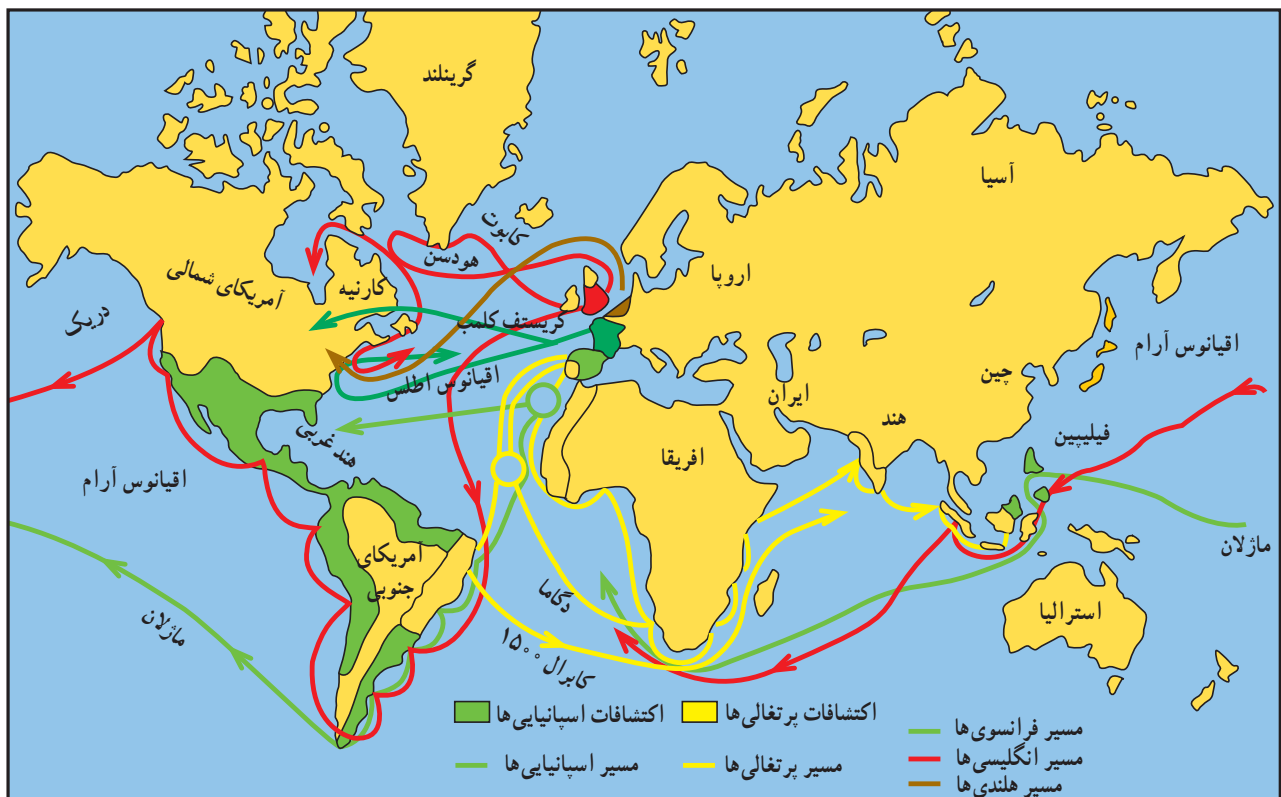 گرینلند
آسیا
کابوت
هودسن
اروپا
کارتیه
آمریکای شمالی
دریک
کریستف کلمب
اقیانوس آرام
اقیانوس اطلس
چین
ایران
هند
هند غربی
فیلیپین
افریقا
اقیانوس آرام
ماژلان
آمریکای
جنوبی
دگاما
استرالیا
ماژلان
کابرال ۱۵۰۰
اکتشافات پرتغالی‌ها
اکتشافات اسپانیایی‌ها
مسیر فرانسوی‌ها
مسیر انگلیسی‌ها
مسیر هلندی‌ها
مسیر پرتغالی‌ها
مسیر اسپانیایی‌ها